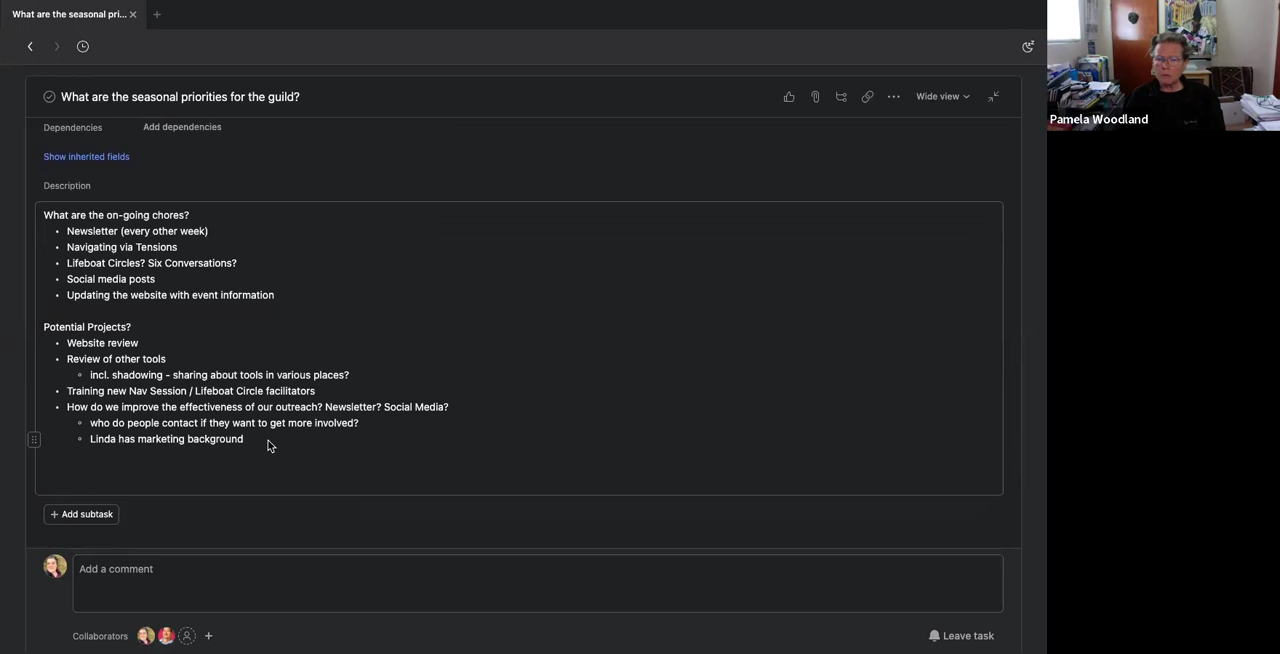 What are the seasonal pri...
What are the seasonal priorities for the guild?
Wide view
Pamela Woodland
Dependencies
Add dependencies
Show inherited fields
Description
What are the on-going chores?
• Newsletter (every other week)
• Navigating via Tensions
• Lifeboat Circles? Six Conversations?
• Social media posts
• Updating the website with event information
Potential Projects?
• Website review
• Review of other tools
◦ incl. shadowing - sharing about tools in various places?
• Training new Nav Session / Lifeboat Circle facilitators
• How do we improve the effectiveness of our outreach? Newsletter? Social Media?
◦ who do people contact if they want to get more involved?
◦ Linda has marketing background
+ Add subtask
Add a comment
Collaborators
Leave task